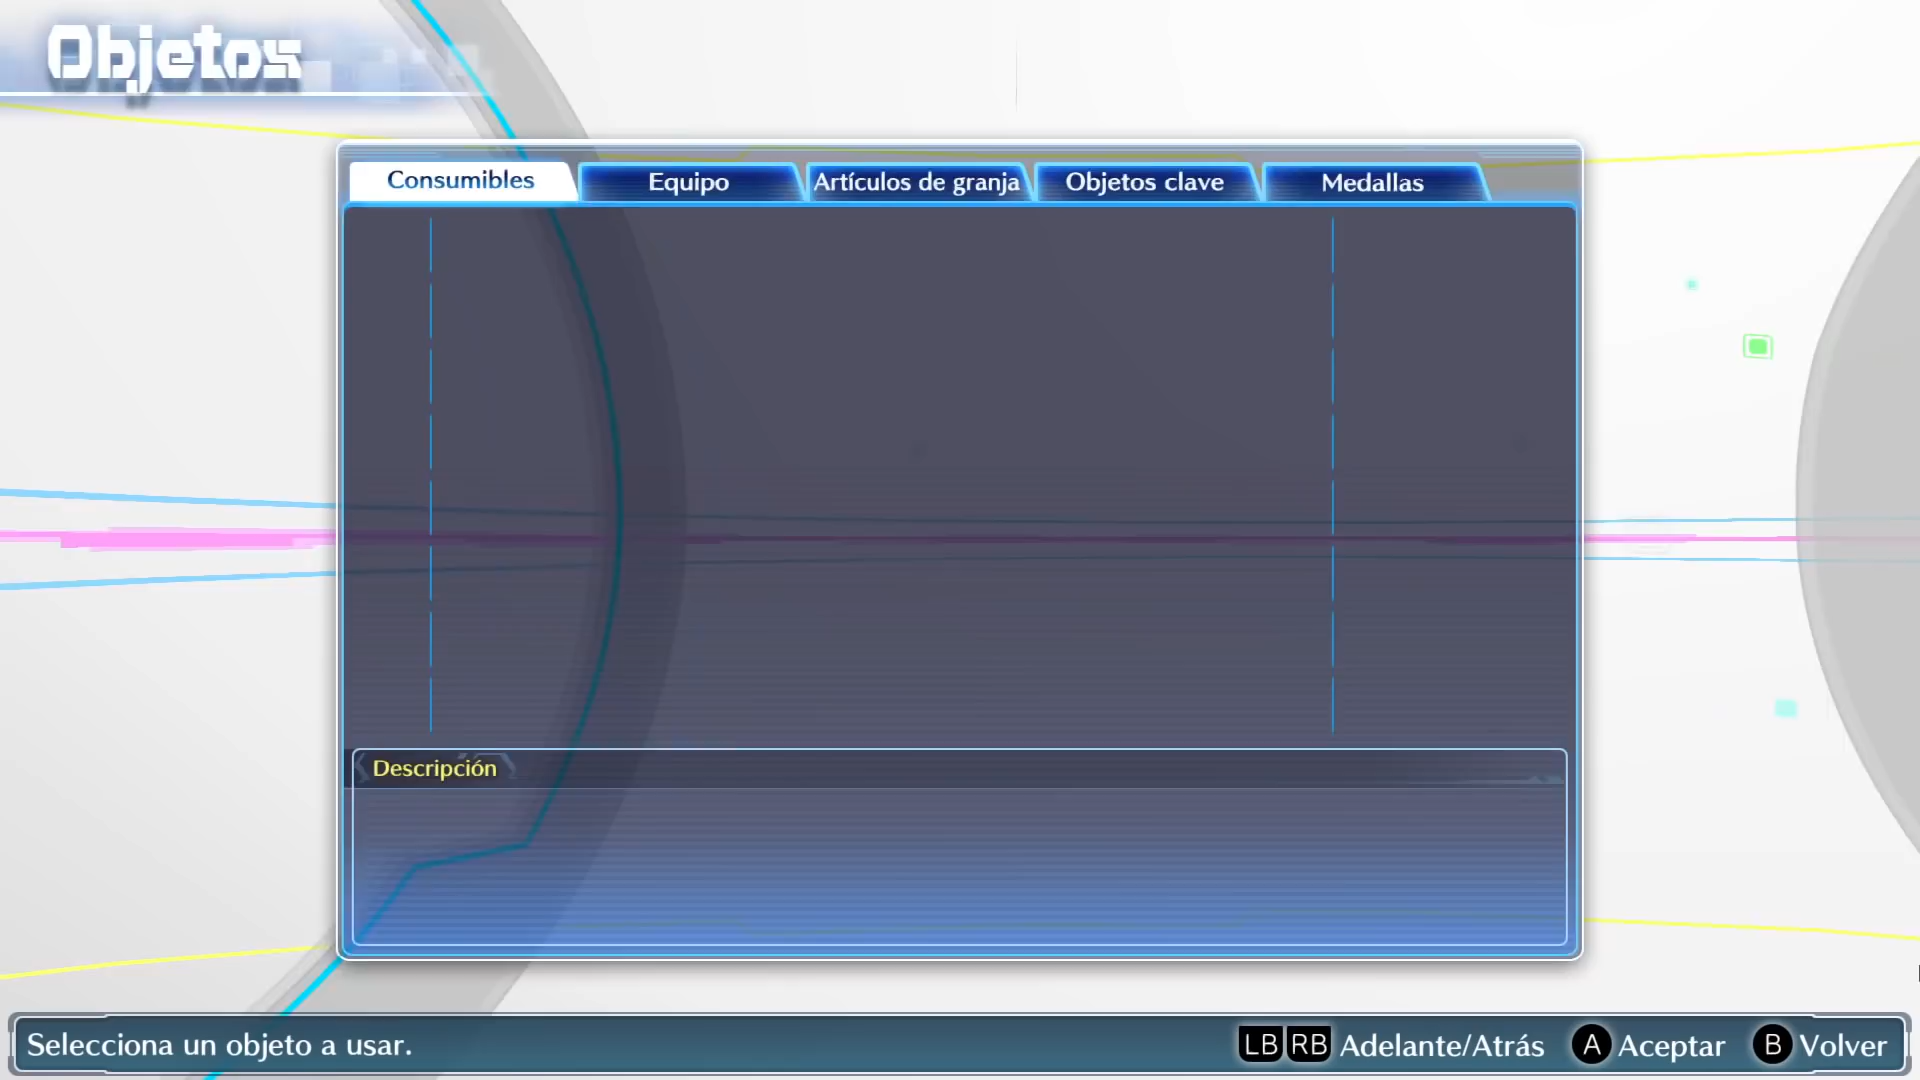 Objetos
Consumibles
Equipo
Artículos de granja
Objetos clave
Medallas
Descripción
Selecciona un objeto a usar.
LB RB Adelante/Atrás
A Aceptar
B Volver